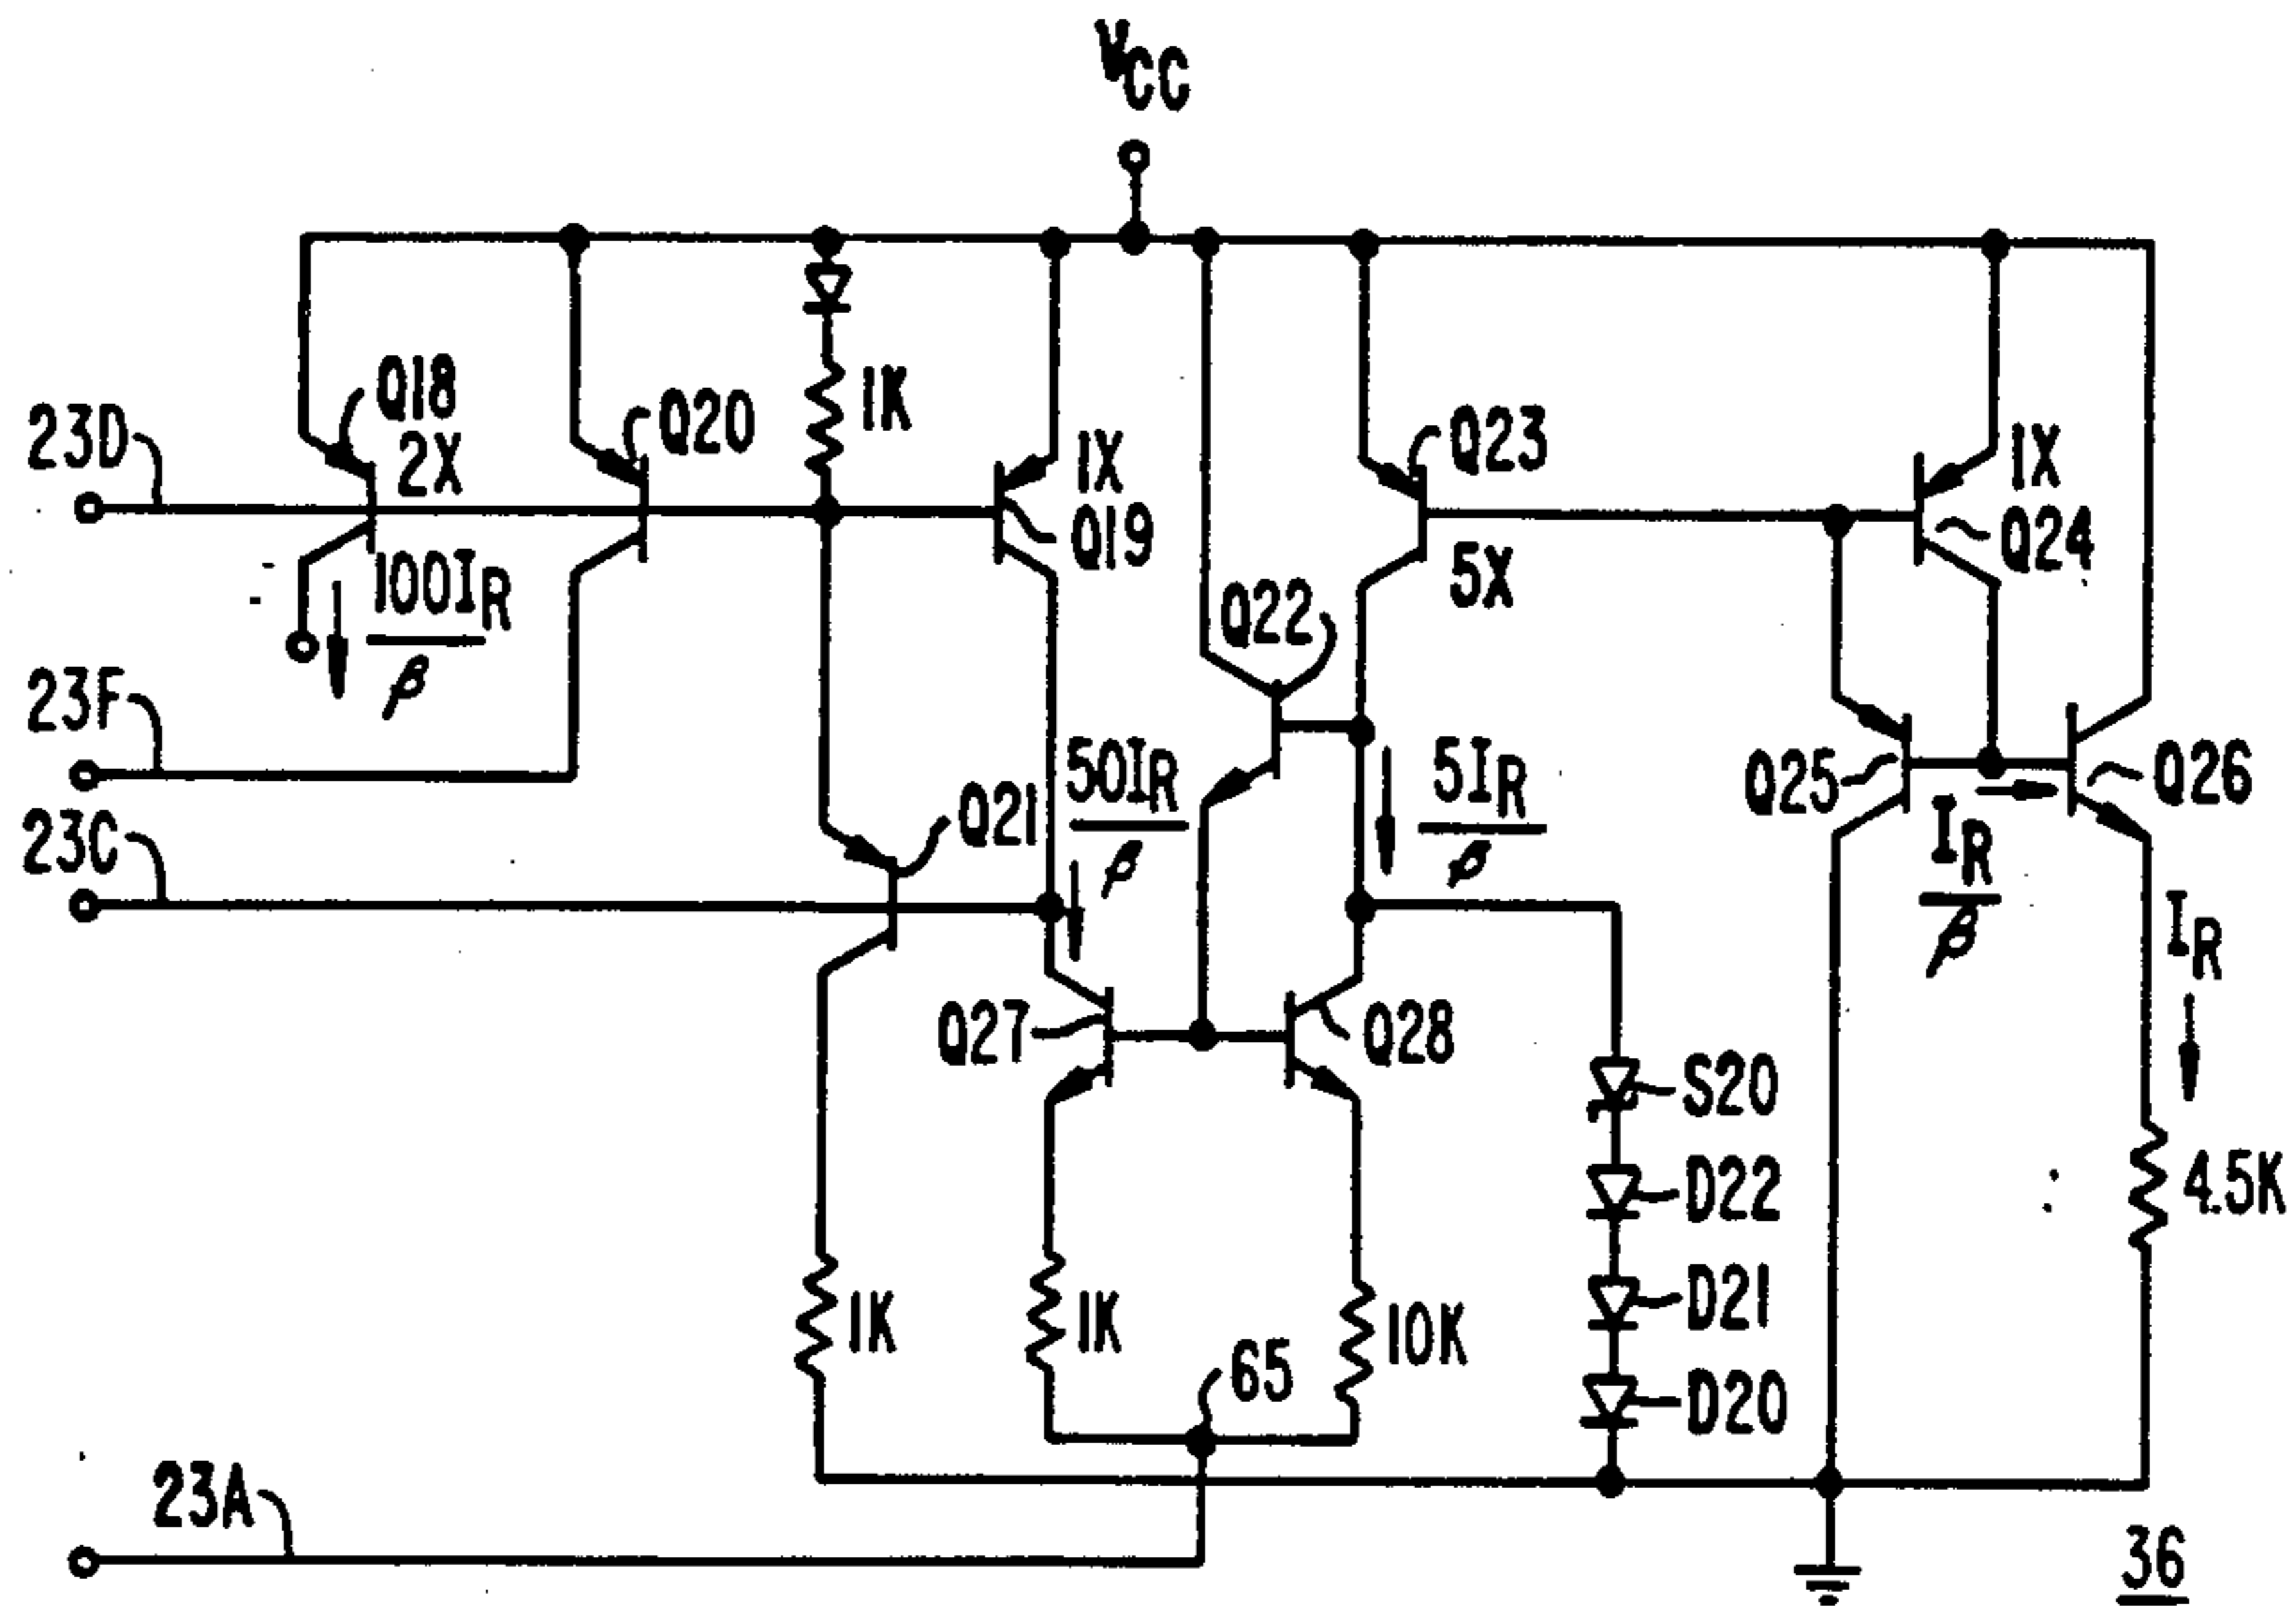 VCC
Q18
2X
Q20
1K
1X
Q19
Q23
5X
1X
Q24
23D
100IR
β
Q22
23F
50IR
β
5IR
β
Q25
Q26
23C
Q21
IR
β
IR
Q27
Q28
S20
D22
4.5K
D21
1K
1K
10K
65
D20
23A
36